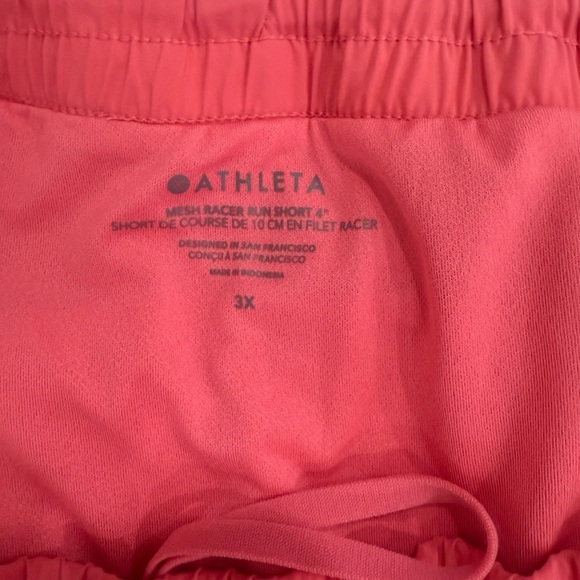 ATHLETA
MESH RACER RUN SHORT 4"
SHORT DE COURSE DE 10 CM EN FILET RACER
DESIGNED IN SAN FRANCISCO
CONÇU À SAN FRANCISCO
MADE IN INDONESIA
3X